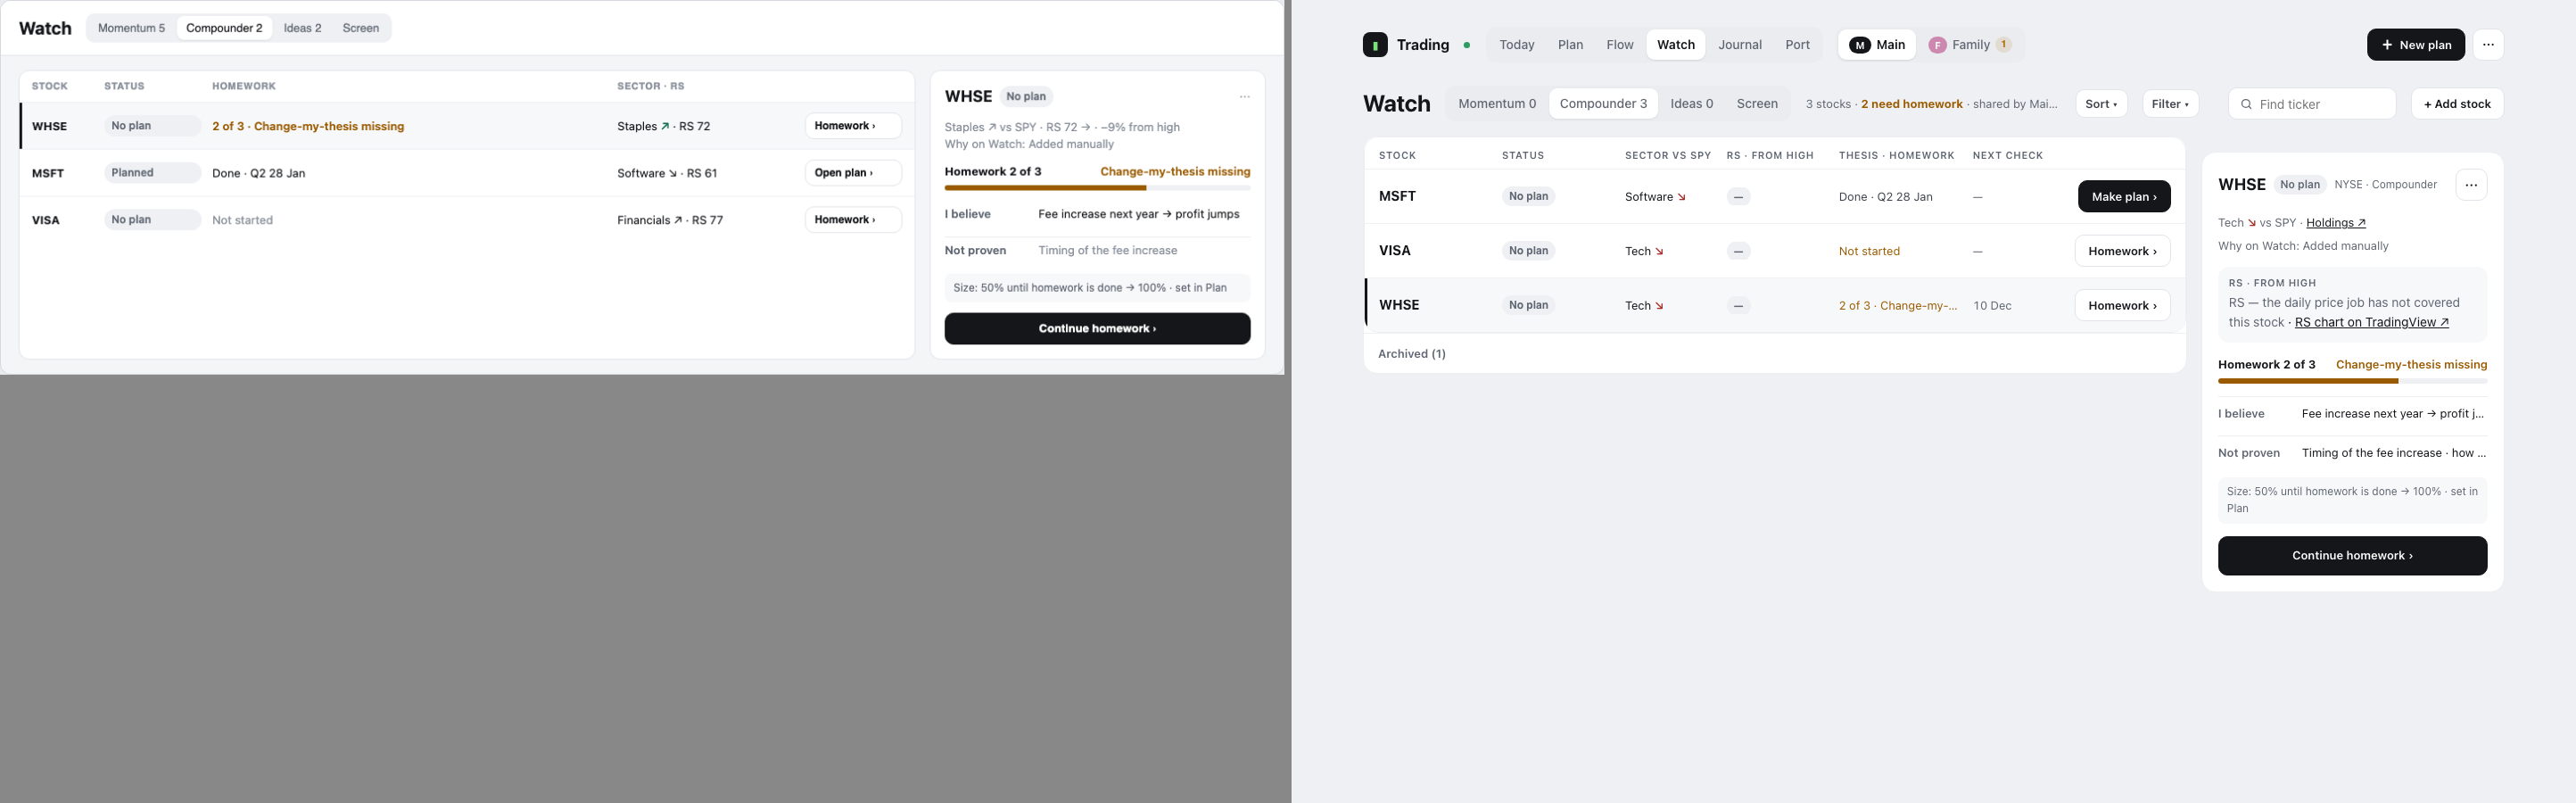 Watch Momentum 5 Compounder 2 Ideas 2 Screen
STOCK STATUS HOMEWORK SECTOR · RS
WHSE No plan 2 of 3 · Change-my-thesis missing Staples ↗ · RS 72 Homework ›
MSFT Planned Done · Q2 28 Jan Software ↘ · RS 61 Open plan ›
VISA No plan Not started Financials ↗ · RS 77 Homework ›
WHSE No plan ···
Staples ↗ vs SPY · RS 72 → · −9% from high
Why on Watch: Added manually
Homework 2 of 3 Change-my-thesis missing
I believe Fee increase next year → profit jumps
Not proven Timing of the fee increase
Size: 50% until homework is done → 100% · set in Plan
Continue homework ›
Trading Today Plan Flow Watch Journal Port M Main F Family 1 + New plan ···
Watch Momentum 0 Compounder 3 Ideas 0 Screen 3 stocks · 2 need homework · shared by Mai... Sort ▾ Filter ▾ Find ticker + Add stock
STOCK STATUS SECTOR VS SPY RS · FROM HIGH THESIS · HOMEWORK NEXT CHECK
MSFT No plan Software ↘ — Done · Q2 28 Jan — Make plan ›
VISA No plan Tech ↘ — Not started — Homework ›
WHSE No plan Tech ↘ — 2 of 3 · Change-my-... 10 Dec Homework ›
Archived (1)
WHSE No plan NYSE · Compounder ···
Tech ↘ vs SPY · Holdings ↗
Why on Watch: Added manually
RS · FROM HIGH
RS — the daily price job has not covered
this stock · RS chart on TradingView ↗
Homework 2 of 3 Change-my-thesis missing
I believe Fee increase next year → profit j...
Not proven Timing of the fee increase · how ...
Size: 50% until homework is done → 100% · set in
Plan
Continue homework ›